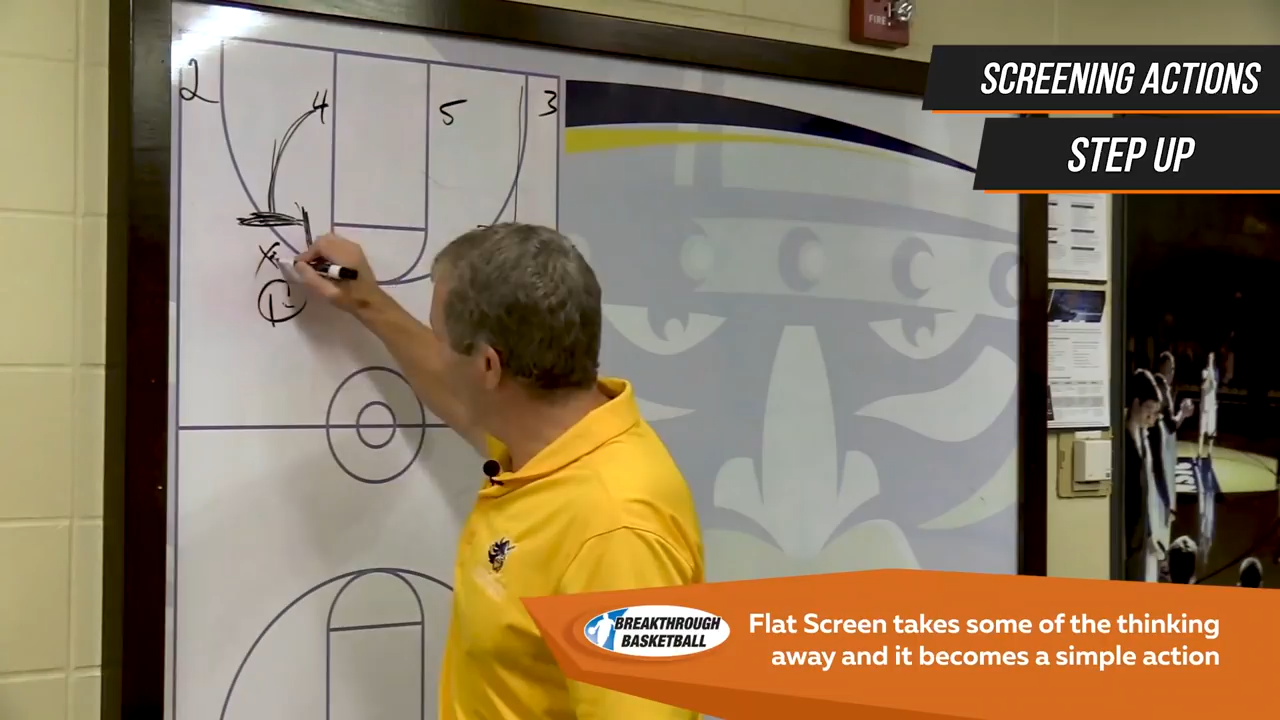 FIRE
SCREENING ACTIONS
STEP UP
2
4
5
3
1
BREAKTHROUGH
BASKETBALL
Flat Screen takes some of the thinking
away and it becomes a simple action